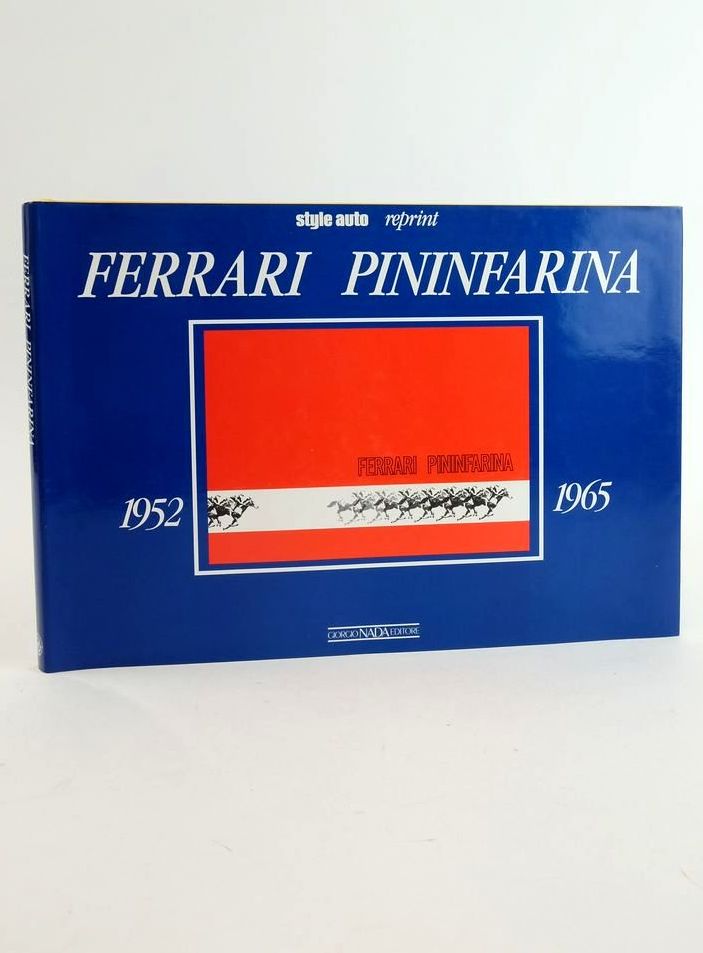 style auto reprint
FERRARI PININFARINA
FERRARI PININFARINA
1952
1965
GIORGIO NADA EDITORE
FERRARI PININFARINA